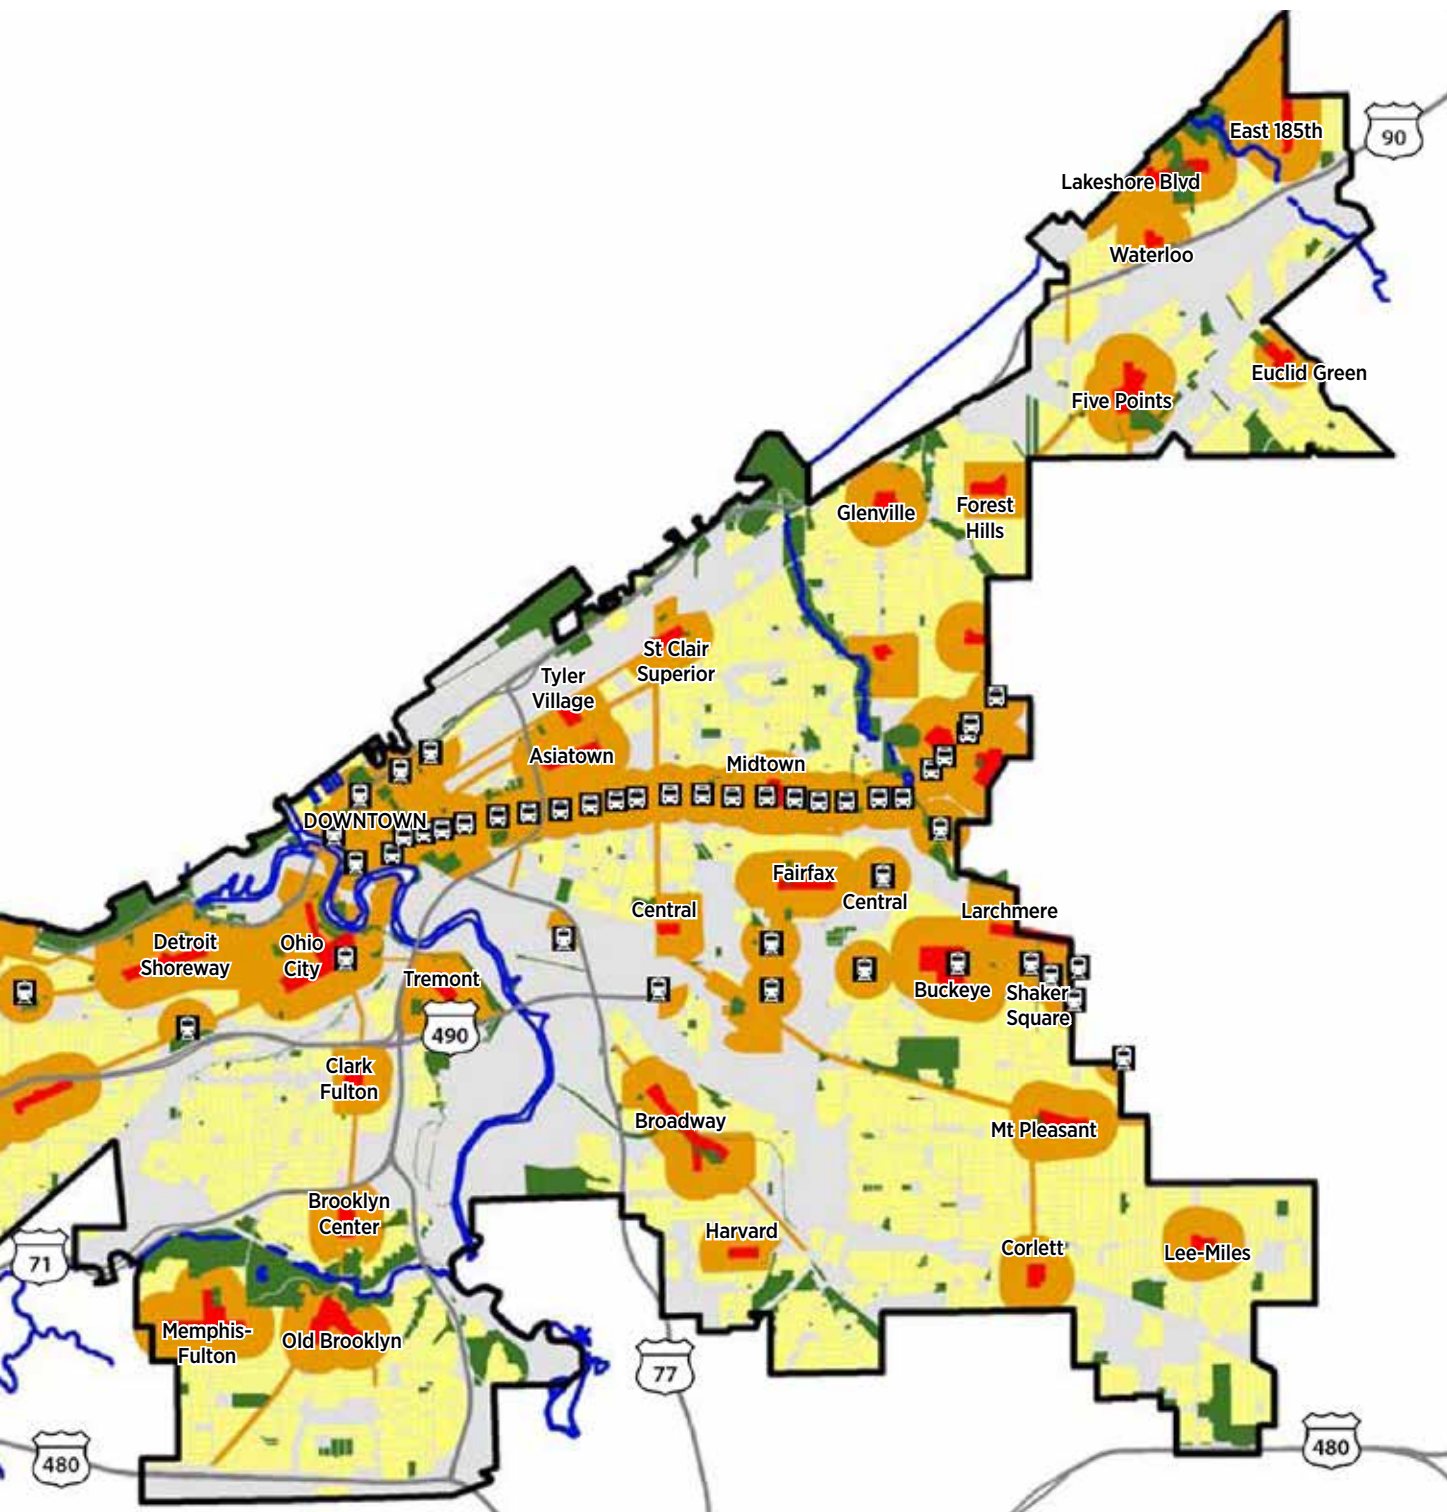 East 185th
90
Lakeshore Blvd
Waterloo
Euclid Green
Five Points
Glenville
Forest
Hills
St Clair
Superior
Tyler
Village
Asiatown
Midtown
DOWNTOWN
Fairfax
Central
Central
Larchmere
Detroit
Shoreway
Ohio
City
Tremont
Buckeye
Shaker
Square
490
Clark
Fulton
Broadway
Mt Pleasant
Brooklyn
Center
Harvard
Corlett
Lee-Miles
71
Memphis-
Fulton
Old Brooklyn
77
480
480